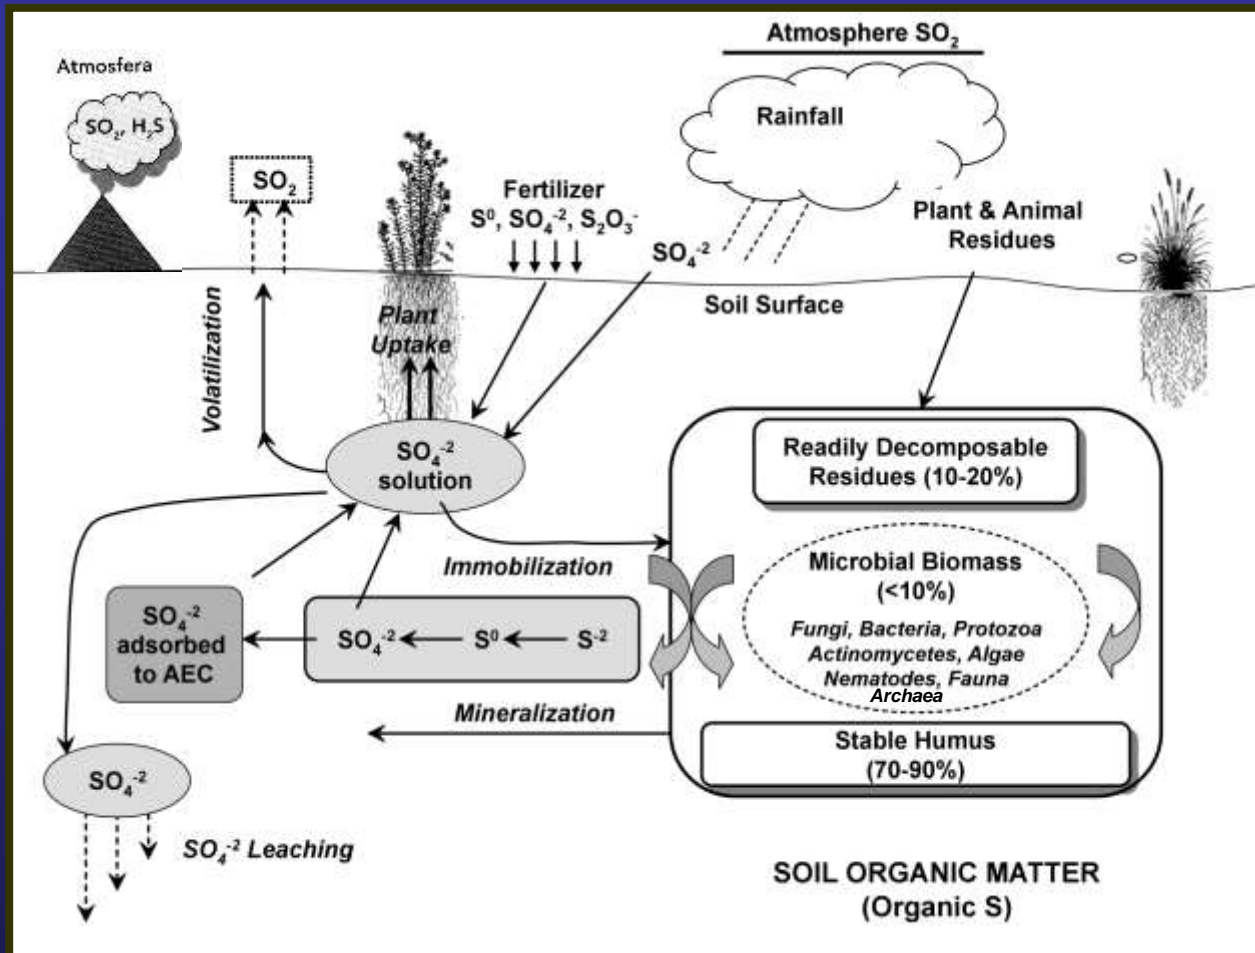 Atmosphere SO₂
Atmosfera
SO₂, H₂S
Rainfall
SO₂
Fertilizer
S⁰, SO₄⁻², S₂O₃⁻
Plant & Animal
Residues
SO₄⁻²
Soil Surface
Volatilization
Plant
Uptake
SO₄⁻²
solution
Readily Decomposable
Residues (10-20%)
Immobilization
Microbial Biomass
(<10%)
Fungi, Bacteria, Protozoa
Actinomycetes, Algae
Nematodes, Fauna
Archaea
SO₄⁻²
adsorbed
to AEC
SO₄⁻² S⁰ S⁻²
Mineralization
Stable Humus
(70-90%)
SO₄⁻²
SO₄⁻² Leaching
SOIL ORGANIC MATTER
(Organic S)